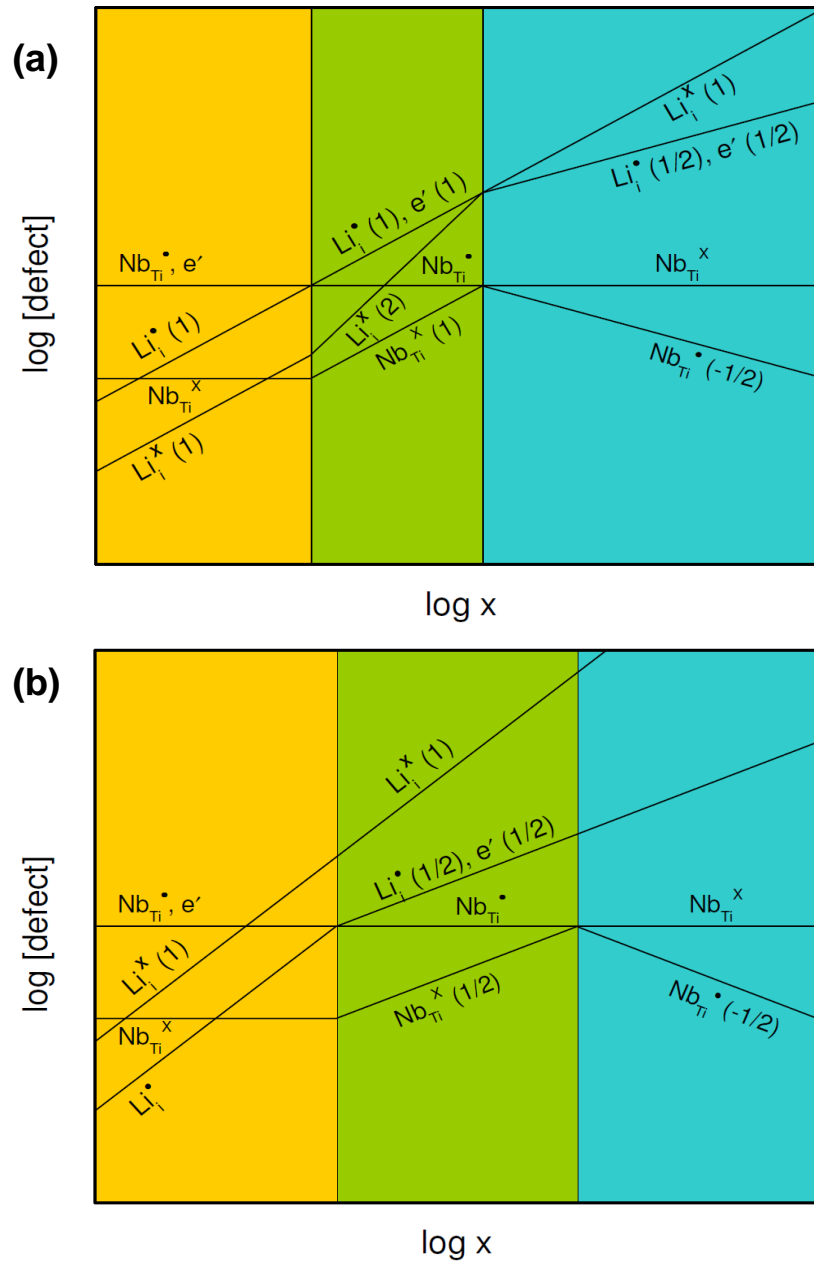 (a)
Li_i^x (1)
Li_i^• (1/2), e′ (1/2)
Li_i^• (1), e′ (1)
Nb_Ti^•, e′
Nb_Ti^•
Nb_Ti^x
Li_i^• (1)
Li_i^x (2)
Nb_Ti^x (1)
Nb_Ti^• (-1/2)
Nb_Ti^x
Li_i^x (1)
log [defect]
log x
(b)
Li_i^x (1)
Li_i^• (1/2), e′ (1/2)
Nb_Ti^•, e′
Nb_Ti^•
Nb_Ti^x
Li_i^x (1)
Nb_Ti^x (1/2)
Nb_Ti^• (-1/2)
Nb_Ti^x
Li_i^•
log [defect]
log x